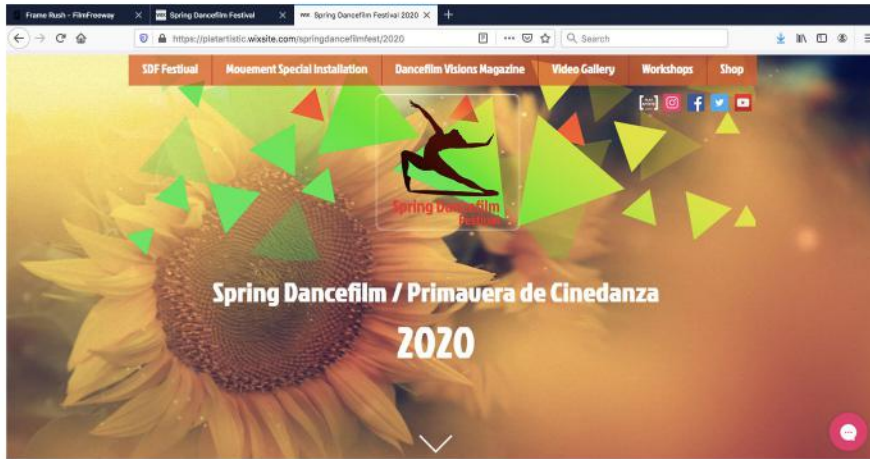 Frame Rush - FilmFreeway
Spring Dancefilm Festival
Spring Dancefilm Festival 2020
https://pietartistic.wixsite.com/springdancefilmfest/2020
Search
SDF Festival Movement Special Installation Dancefilm Visions Magazine Video Gallery Workshops Shop
Spring Dancefilm
Festival
Spring Dancefilm / Primavera de Cinedanza
2020